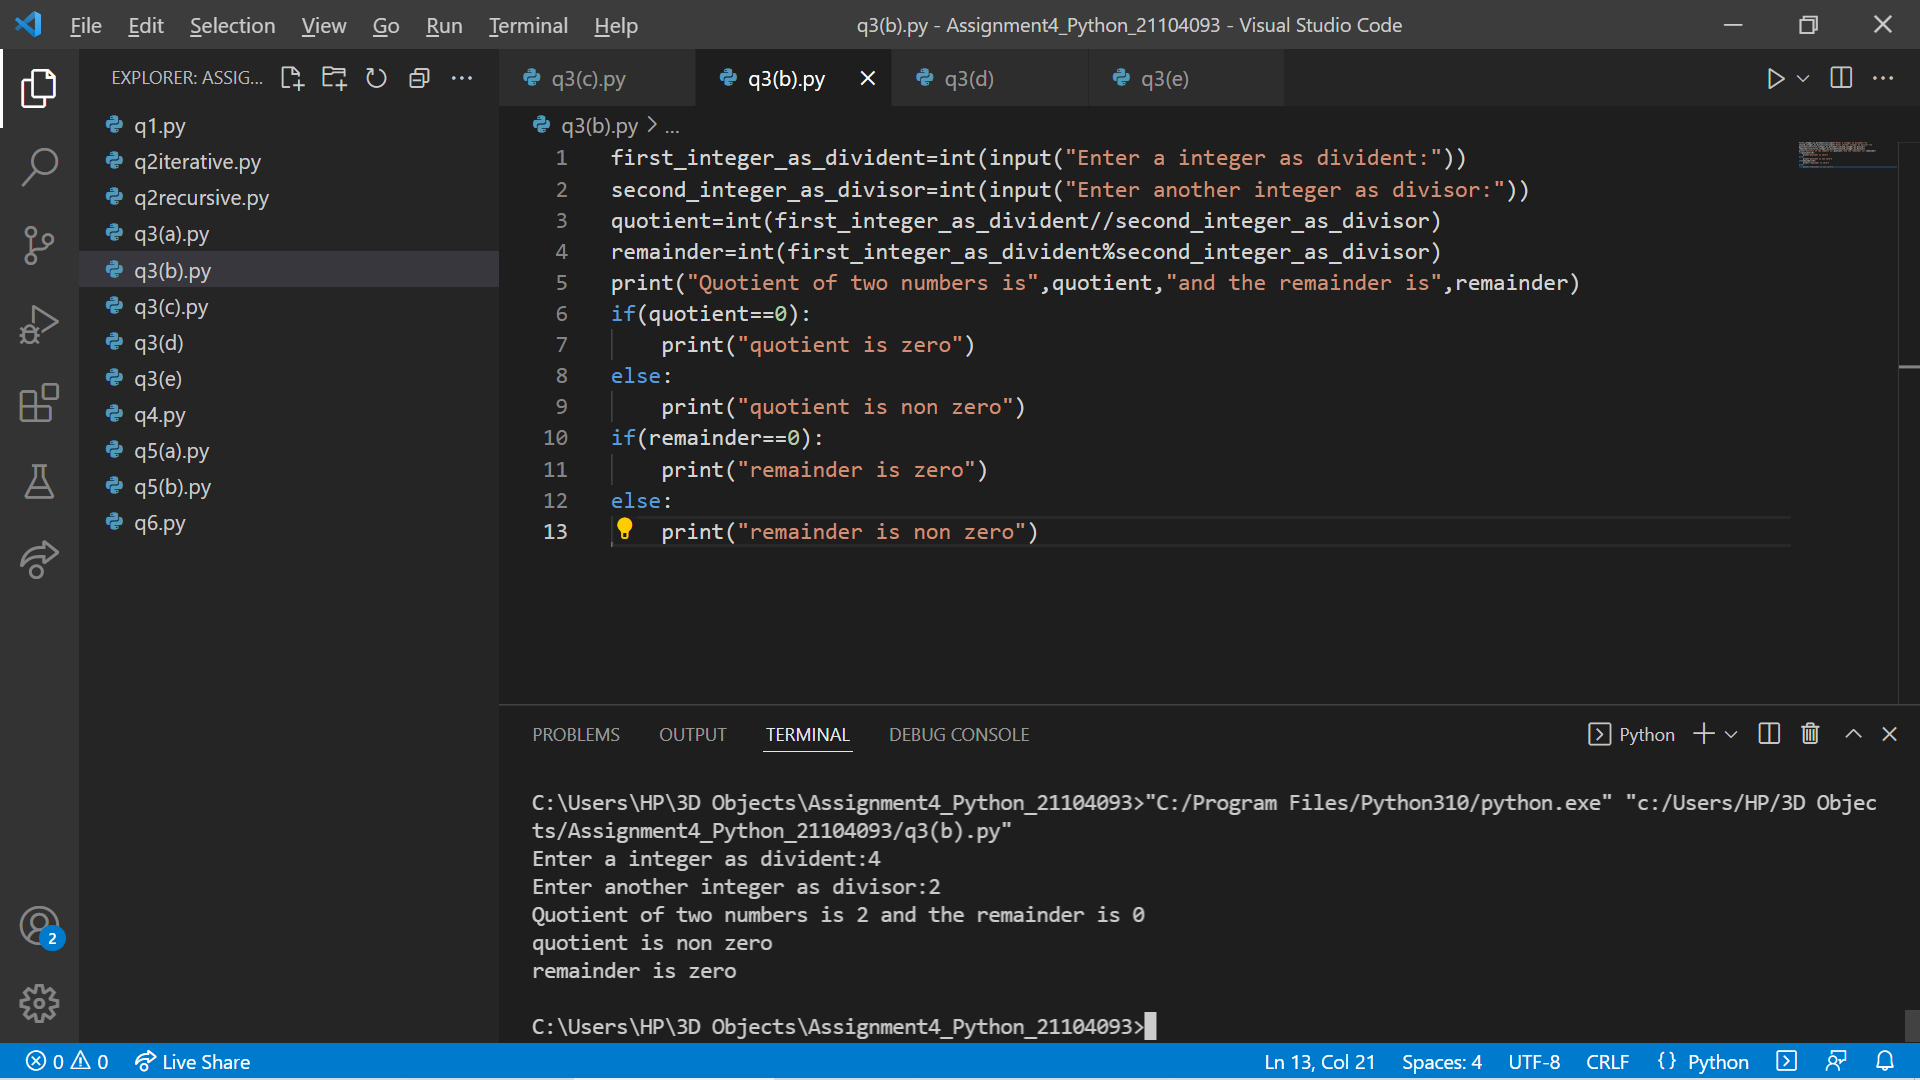 File Edit Selection View Go Run Terminal Help
q3(b).py - Assignment4_Python_21104093 - Visual Studio Code
EXPLORER: ASSIG...
q1.py
q2iterative.py
q2recursive.py
q3(a).py
q3(b).py
q3(c).py
q3(d)
q3(e)
q4.py
q5(a).py
q5(b).py
q6.py
q3(c).py q3(b).py q3(d) q3(e)
q3(b).py > ...
1 first_integer_as_divident=int(input("Enter a integer as divident:"))
2 second_integer_as_divisor=int(input("Enter another integer as divisor:"))
3 quotient=int(first_integer_as_divident//second_integer_as_divisor)
4 remainder=int(first_integer_as_divident%second_integer_as_divisor)
5 print("Quotient of two numbers is",quotient,"and the remainder is",remainder)
6 if(quotient==0):
7 print("quotient is zero")
8 else:
9 print("quotient is non zero")
10 if(remainder==0):
11 print("remainder is zero")
12 else:
13 print("remainder is non zero")
PROBLEMS OUTPUT TERMINAL DEBUG CONSOLE
Python
C:\Users\HP\3D Objects\Assignment4_Python_21104093>"C:/Program Files/Python310/python.exe" "c:/Users/HP/3D Objec
ts/Assignment4_Python_21104093/q3(b).py"
Enter a integer as divident:4
Enter another integer as divisor:2
Quotient of two numbers is 2 and the remainder is 0
quotient is non zero
remainder is zero
C:\Users\HP\3D Objects\Assignment4_Python_21104093>
2
0 0 Live Share
Ln 13, Col 21 Spaces: 4 UTF-8 CRLF {} Python